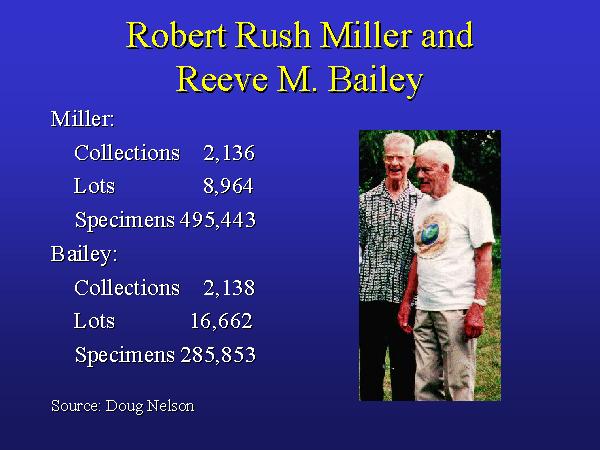 Robert Rush Miller and
Reeve M. Bailey
Miller:
Collections 2,136
Lots 8,964
Specimens 495,443
Bailey:
Collections 2,138
Lots 16,662
Specimens 285,853
Source: Doug Nelson